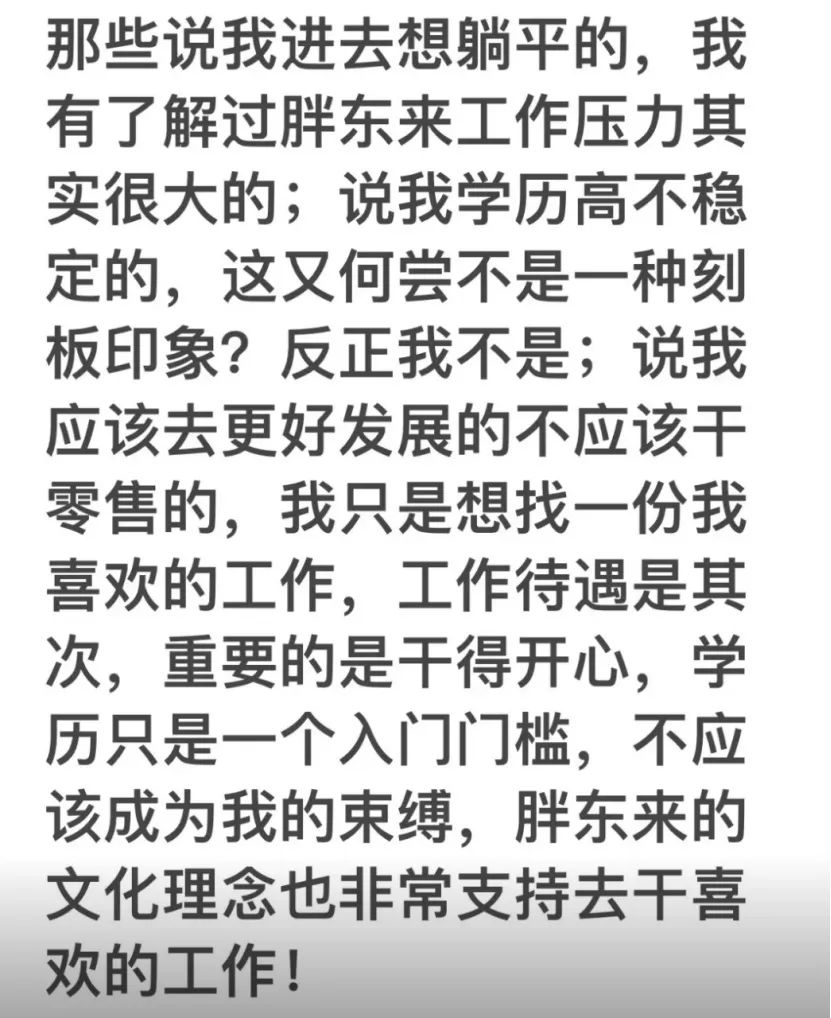 那些说我进去想躺平的，我
有了解过胖东来工作压力其
实很大的；说我学历高不稳
定的，这又何尝不是一种刻
板印象？反正我不是；说我
应该去更好发展的不应该干
零售的，我只是想找一份我
喜欢的工作，工作待遇是其
次，重要的是干得开心，学
历只是一个入门门槛，不应
该成为我的束缚，胖东来的
文化理念也非常支持去干喜
欢的工作！